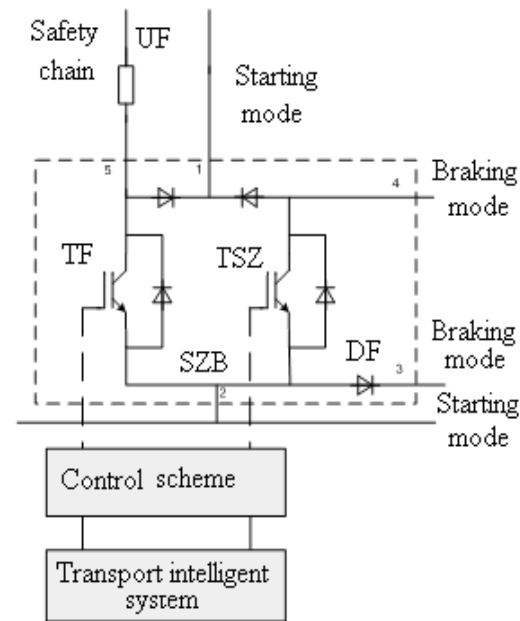 Safety
chain
UF
Starting
mode
5
1
4
Braking
mode
TF
TSZ
SZB
DF
3
Braking
mode
2
Starting
mode
Control scheme
Transport intelligent
system